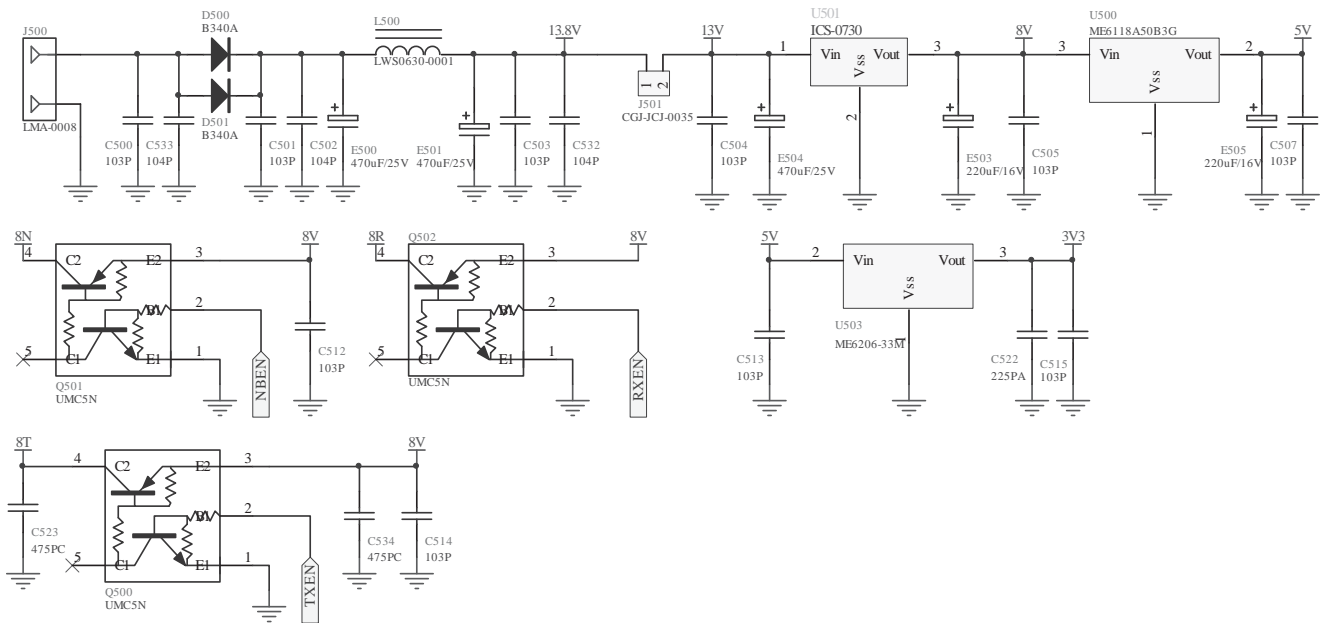 J500
LMA-0008
C500
103P
C533
104P
D500
B340A
D501
B340A
C501
103P
C502
104P
+
E500
470uF/25V
L500
LWS0630-0001
+
E501
470uF/25V
C503
103P
13.8V
C532
104P
1
2
J501
CGJ-JCJ-0035
13V
C504
103P
+
E504
470uF/25V
1
U501
ICS-0730
Vin
Vout
Vss
2
3
+
E503
220uF/16V
8V
C505
103P
3
U500
ME6118A50B3G
Vin
Vout
Vss
1
2
+
E505
220uF/16V
5V
C507
103P
8N
4
C2
E2
3
8V
B1
2
5
C1
E1
1
Q501
UMC5N
NBEN
C512
103P
8R
4
Q502
C2
E2
3
8V
B1
2
5
C1
E1
1
UMC5N
RXEN
5V
2
Vin
Vout
Vss
3
3V3
1
U503
ME6206-33M
C513
103P
C522
225PA
C515
103P
8T
4
C2
E2
3
8V
B1
2
5
C1
E1
1
C523
475PC
Q500
UMC5N
TXEN
C534
475PC
C514
103P